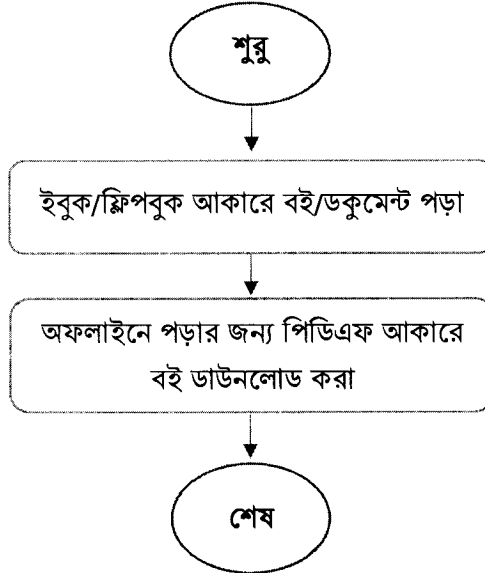 শুরু
ইবুক/ফ্লিপবুক আকারে বই/ডকুমেন্ট পড়া
অফলাইনে পড়ার জন্য পিডিএফ আকারে
বই ডাউনলোড করা
শেষ